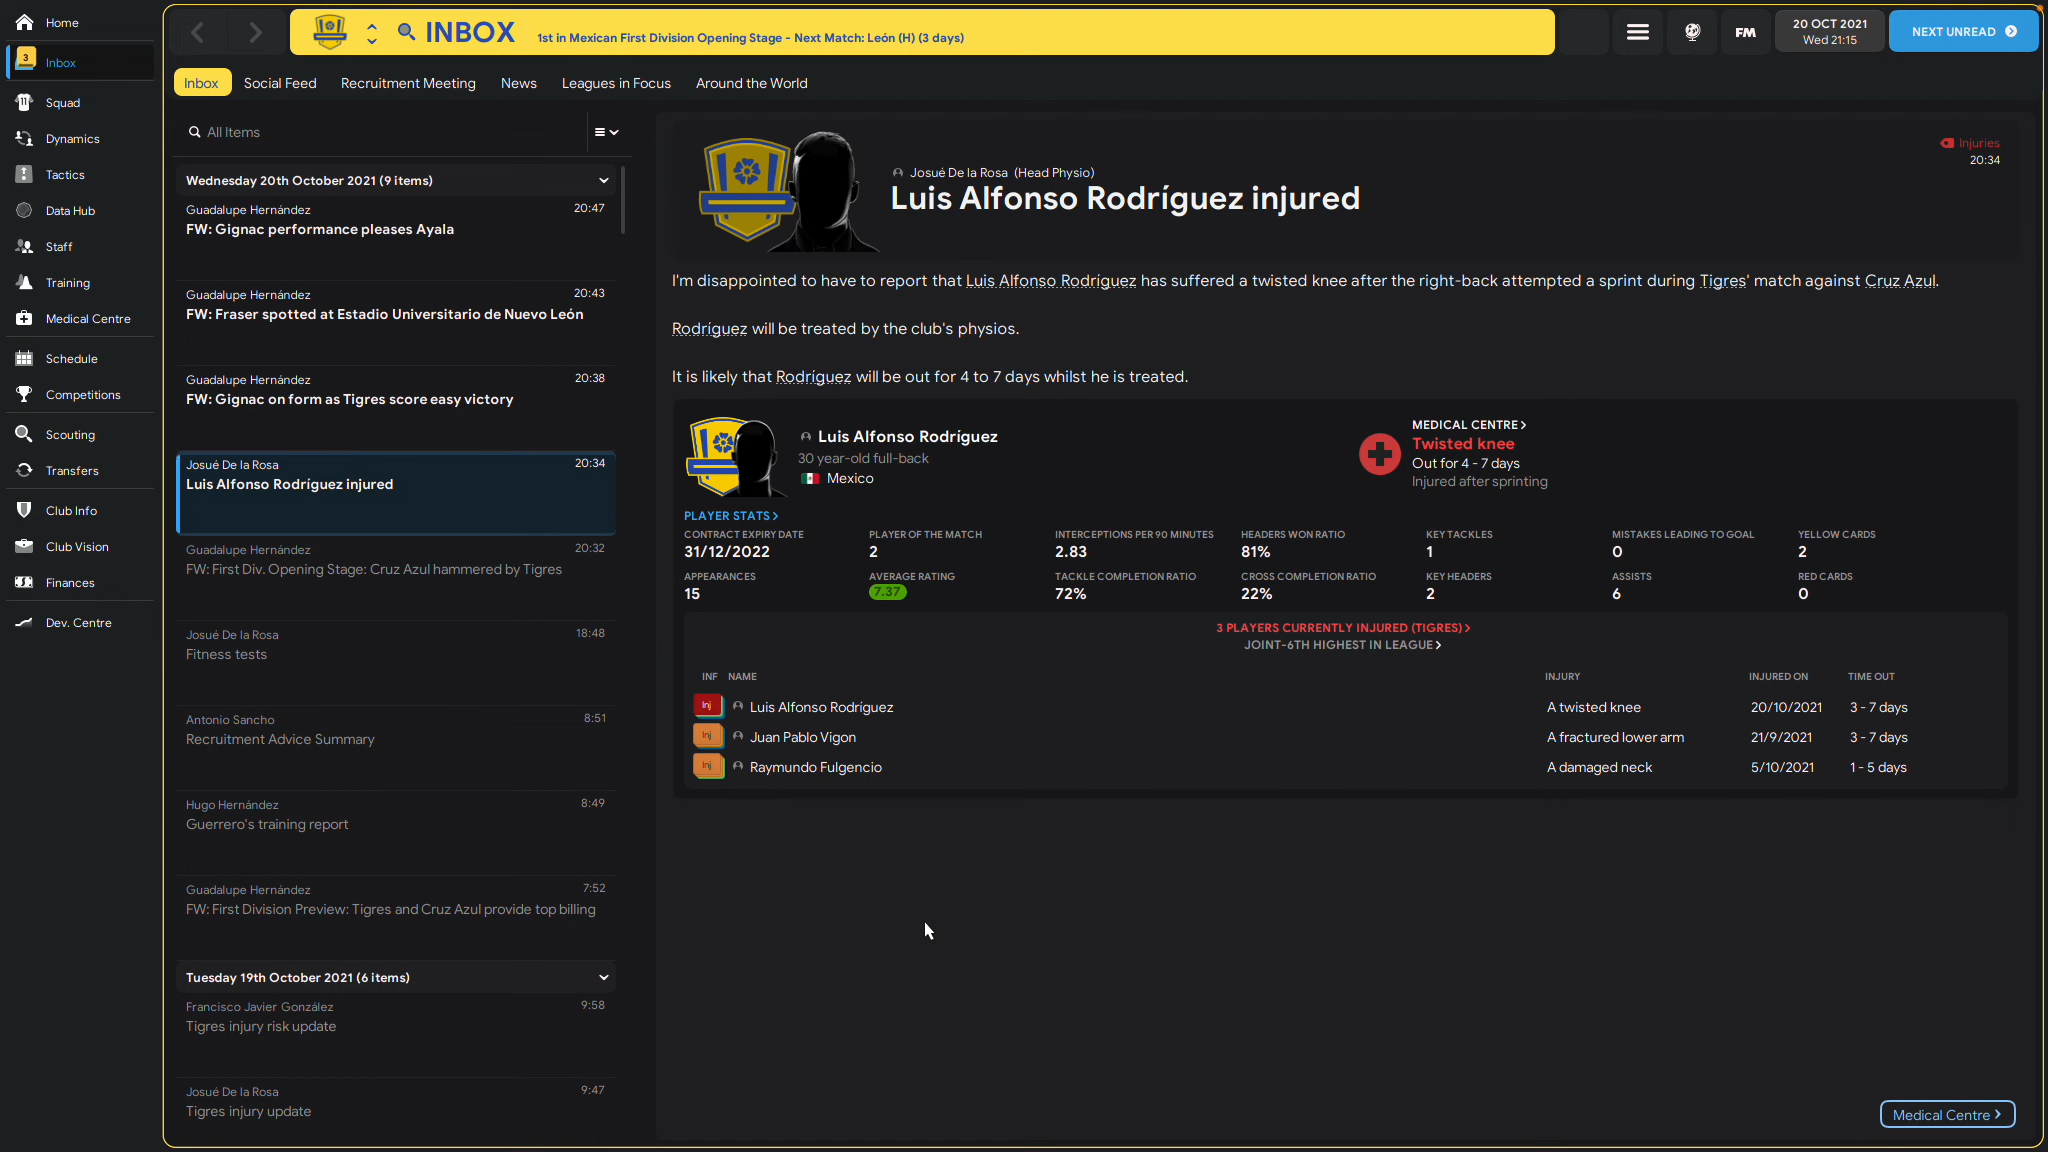 Home
3
Inbox
Squad
Dynamics
Tactics
Data Hub
Staff
Training
Medical Centre
Schedule
Competitions
Scouting
Transfers
Club Info
Club Vision
Finances
Dev. Centre
INBOX
1st in Mexican First Division Opening Stage - Next Match: León (H) (3 days)
FM
20 OCT 2021
Wed 21:15
NEXT UNREAD
Inbox
Social Feed
Recruitment Meeting
News
Leagues in Focus
Around the World
All Items
Wednesday 20th October 2021 (9 items)
Guadalupe Hernández 20:47
FW: Gignac performance pleases Ayala
Guadalupe Hernández 20:43
FW: Fraser spotted at Estadio Universitario de Nuevo León
Guadalupe Hernández 20:38
FW: Gignac on form as Tigres score easy victory
Josué De la Rosa 20:34
Luis Alfonso Rodríguez injured
Guadalupe Hernández 20:32
FW: First Div. Opening Stage: Cruz Azul hammered by Tigres
Josué De la Rosa 18:48
Fitness tests
Antonio Sancho 8:51
Recruitment Advice Summary
Hugo Hernández 8:49
Guerrero's training report
Guadalupe Hernández 7:52
FW: First Division Preview: Tigres and Cruz Azul provide top billing
Tuesday 19th October 2021 (6 items)
Francisco Javier González 9:58
Tigres injury risk update
Josué De la Rosa 9:47
Tigres injury update
Injuries
20:34
Josué De la Rosa (Head Physio)
Luis Alfonso Rodríguez injured
I'm disappointed to have to report that Luis Alfonso Rodríguez has suffered a twisted knee after the right-back attempted a sprint during Tigres' match against Cruz Azul.
Rodríguez will be treated by the club's physios.
It is likely that Rodríguez will be out for 4 to 7 days whilst he is treated.
Luis Alfonso Rodríguez
30 year-old full-back
Mexico
MEDICAL CENTRE >
Twisted knee
Out for 4 - 7 days
Injured after sprinting
PLAYER STATS >
CONTRACT EXPIRY DATE PLAYER OF THE MATCH INTERCEPTIONS PER 90 MINUTES HEADERS WON RATIO KEY TACKLES MISTAKES LEADING TO GOAL YELLOW CARDS
31/12/2022 2 2.83 81% 1 0 2
APPEARANCES AVERAGE RATING TACKLE COMPLETION RATIO CROSS COMPLETION RATIO KEY HEADERS ASSISTS RED CARDS
15 7.37 72% 22% 2 6 0
3 PLAYERS CURRENTLY INJURED (TIGRES) >
JOINT-6TH HIGHEST IN LEAGUE >
INF NAME INJURY INJURED ON TIME OUT
Inj Luis Alfonso Rodríguez A twisted knee 20/10/2021 3 - 7 days
Inj Juan Pablo Vigon A fractured lower arm 21/9/2021 3 - 7 days
Inj Raymundo Fulgencio A damaged neck 5/10/2021 1 - 5 days
Medical Centre >